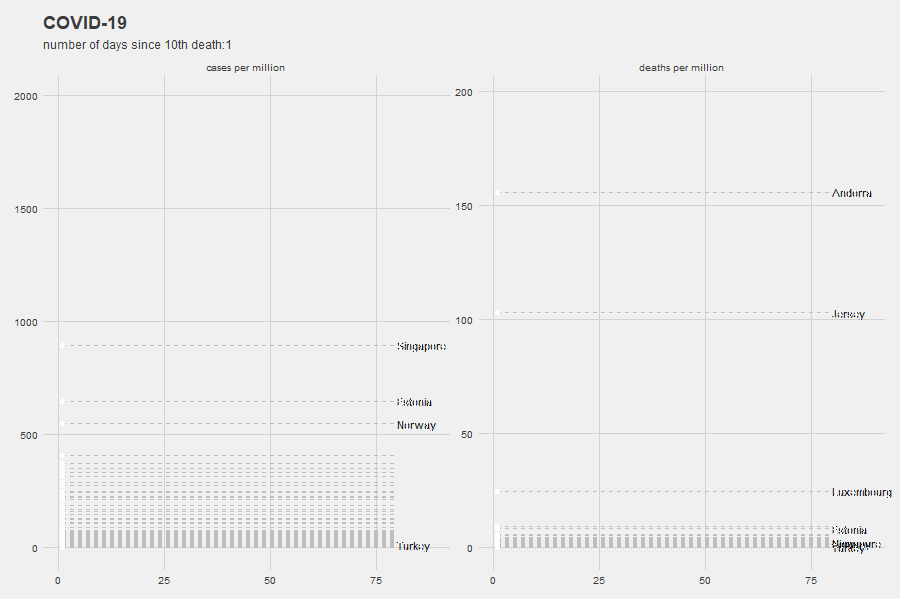 COVID-19
number of days since 10th death:1
cases per million
deaths per million
2000
1500
1000
500
0
Singapore
Estonia
Norway
Turkey
0 25 50 75
200
150
100
50
0
Andorra
Jersey
Luxembourg
Estonia
Singapore
Turkey
0 25 50 75